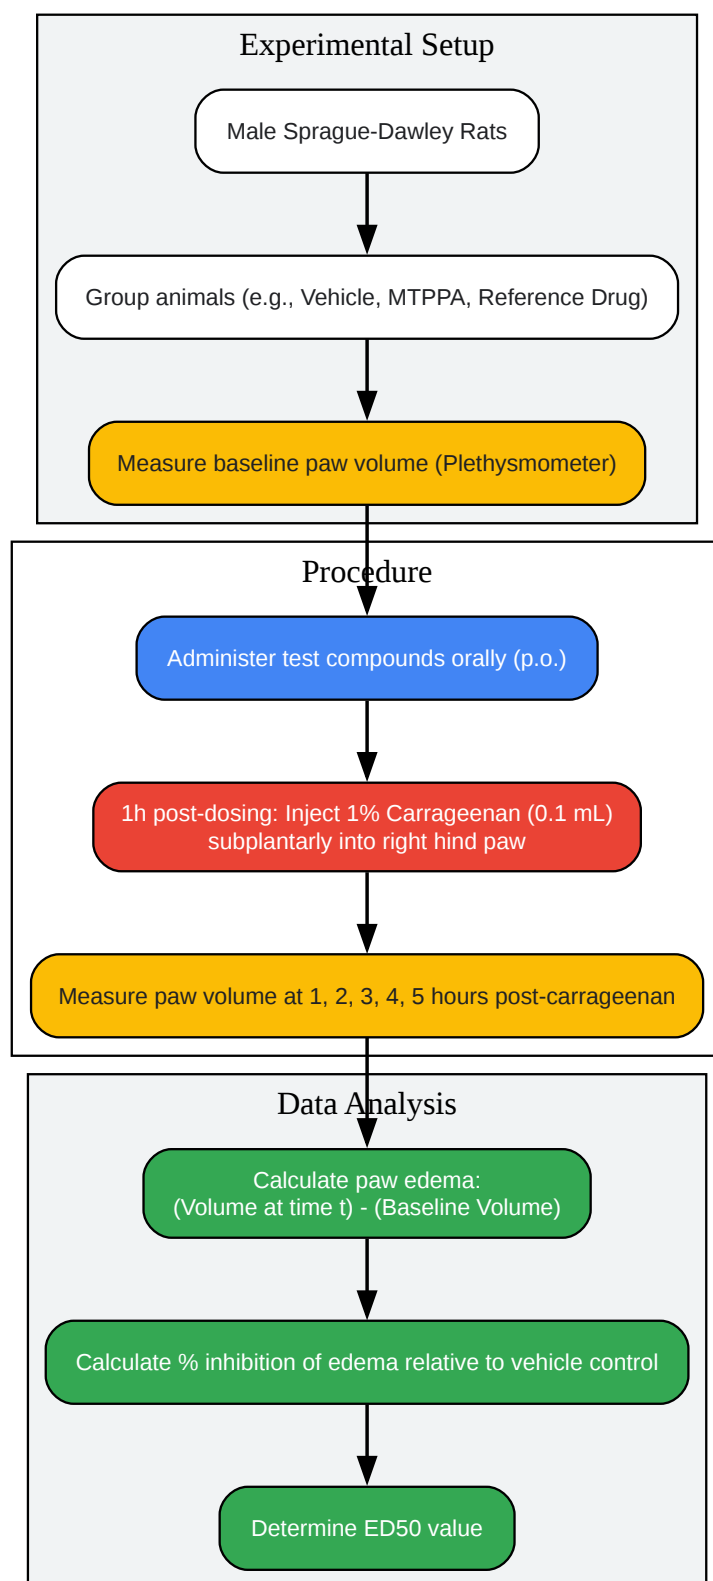 Experimental Setup
Male Sprague-Dawley Rats
Group animals (e.g., Vehicle, MTPPA, Reference Drug)
Measure baseline paw volume (Plethysmometer)
Procedure
Administer test compounds orally (p.o.)
1h post-dosing: Inject 1% Carrageenan (0.1 mL)
subplantarly into right hind paw
Measure paw volume at 1, 2, 3, 4, 5 hours post-carrageenan
Data Analysis
Calculate paw edema:
(Volume at time t) - (Baseline Volume)
Calculate % inhibition of edema relative to vehicle control
Determine ED50 value